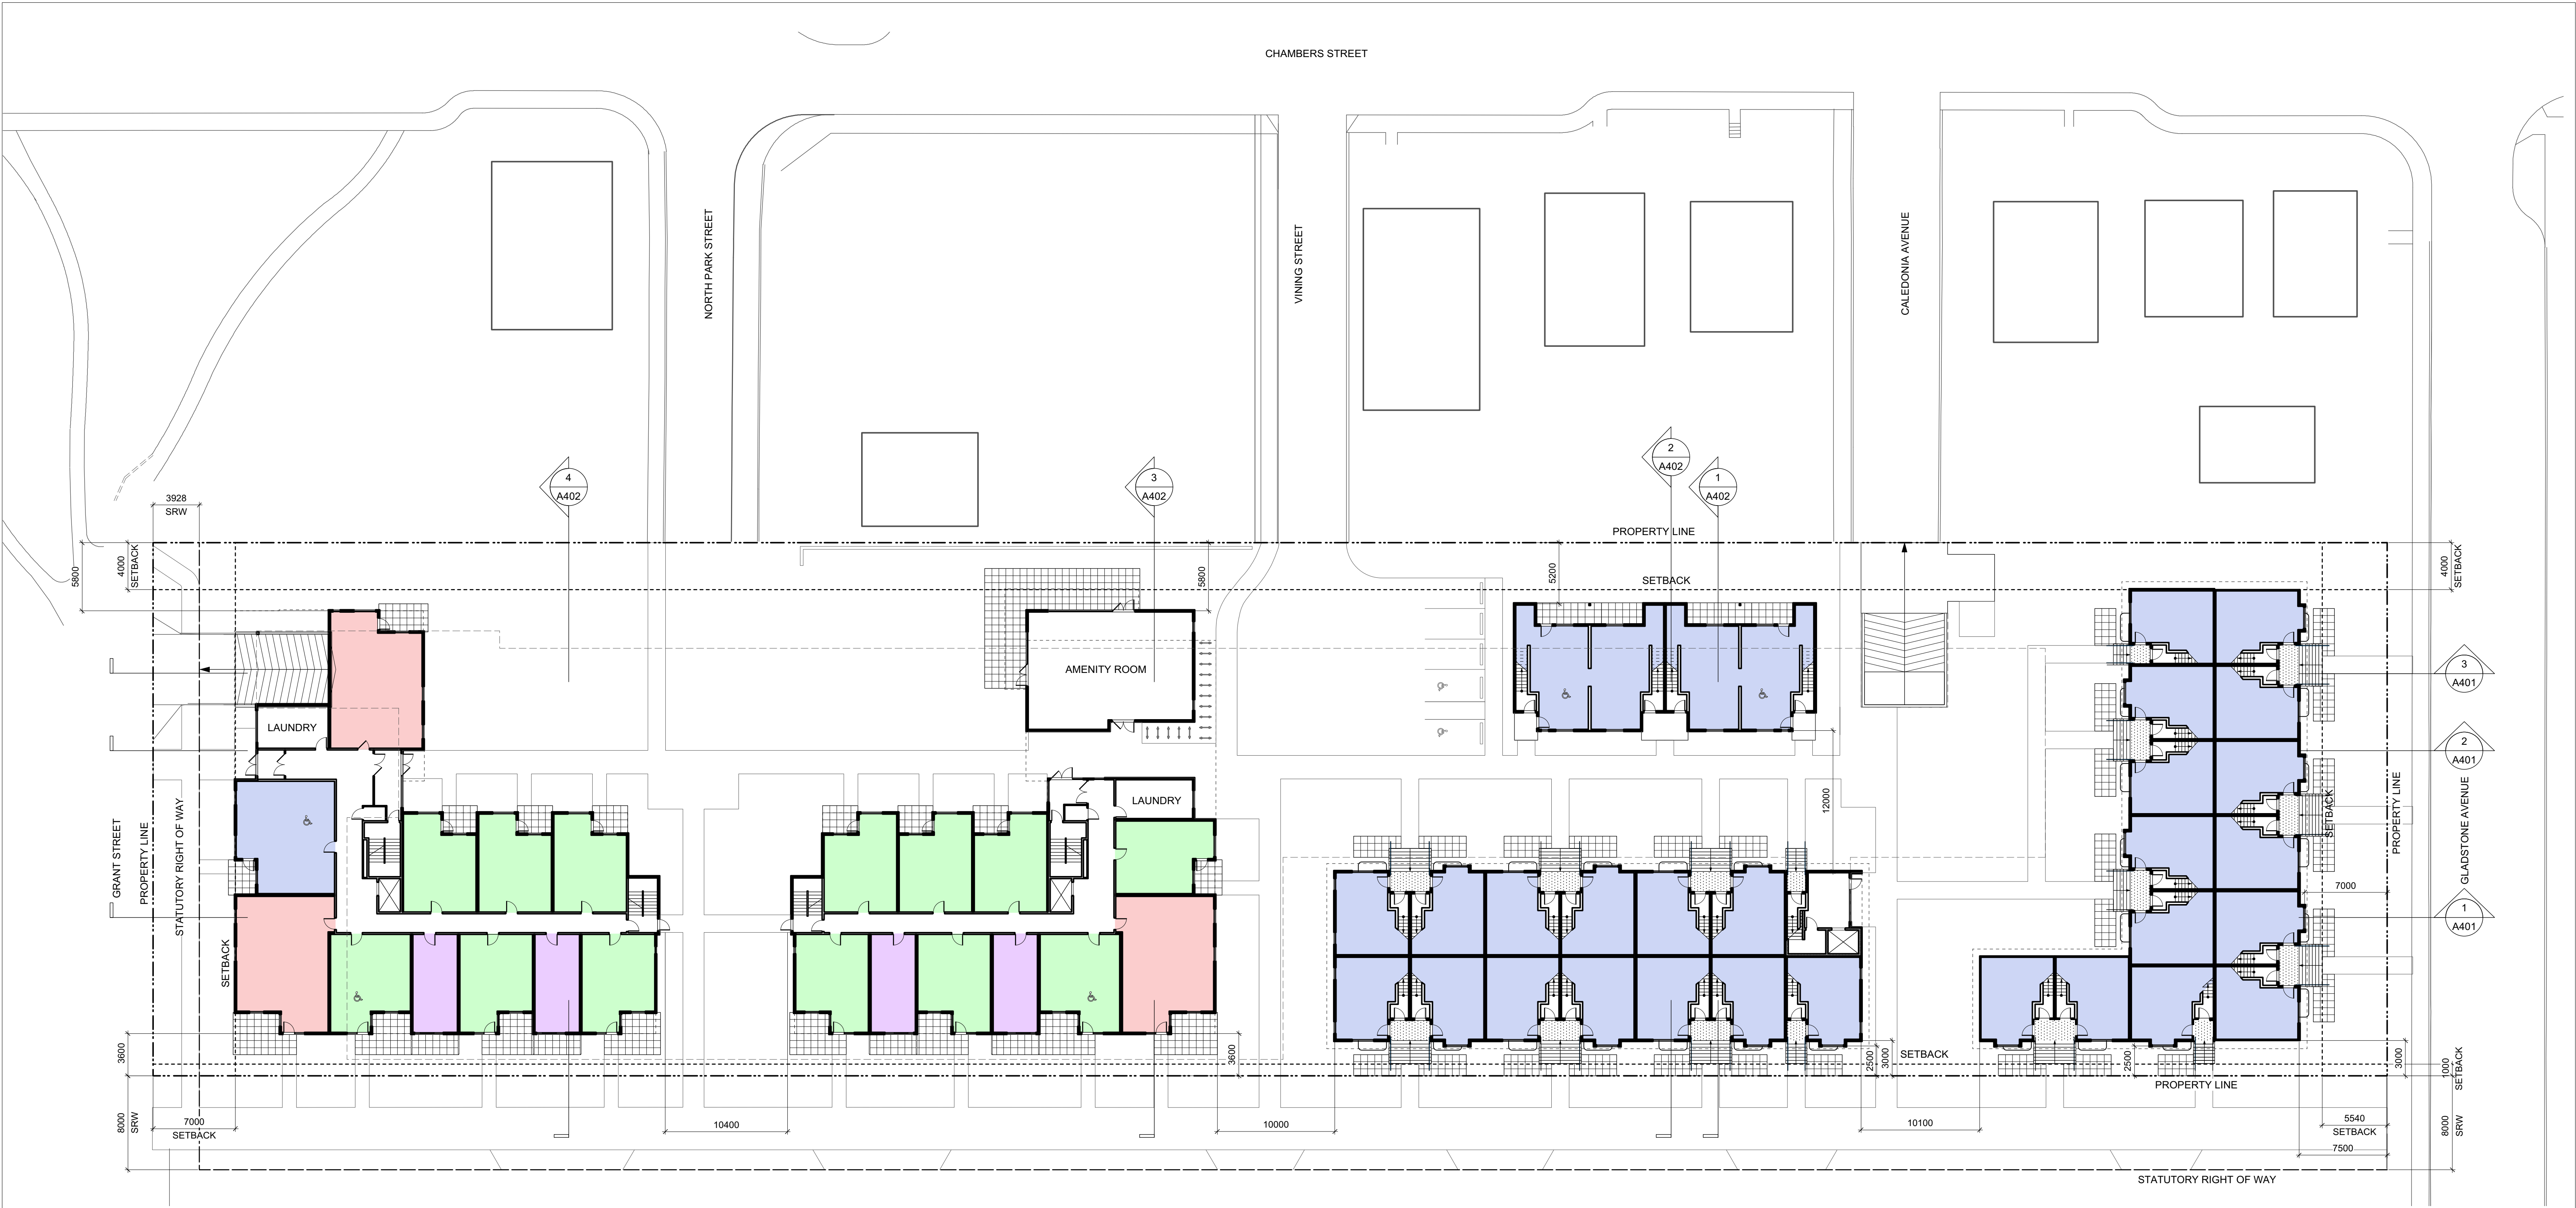 CHAMBERS STREET
NORTH PARK STREET
VINING STREET
CALEDONIA AVENUE
2
A402
4
A402
3
A402
1
A402
3928
SRW
PROPERTY LINE
4000
SETBACK
5800
5800
5200
SETBACK
4000
SETBACK
AMENITY ROOM
3
A401
LAUNDRY
2
A401
LAUNDRY
12000
GRANT STREET
PROPERTY LINE
STATUTORY RIGHT OF WAY
SETBACK
SETBACK
PROPERTY LINE
GLADSTONE AVENUE
7000
1
A401
3600
3600
2500
3000
SETBACK
2500
3000
1000
SETBACK
PROPERTY LINE
8000
SRW
7000
SETBACK
10400
10000
10100
5540
SETBACK
7500
8000
SRW
STATUTORY RIGHT OF WAY